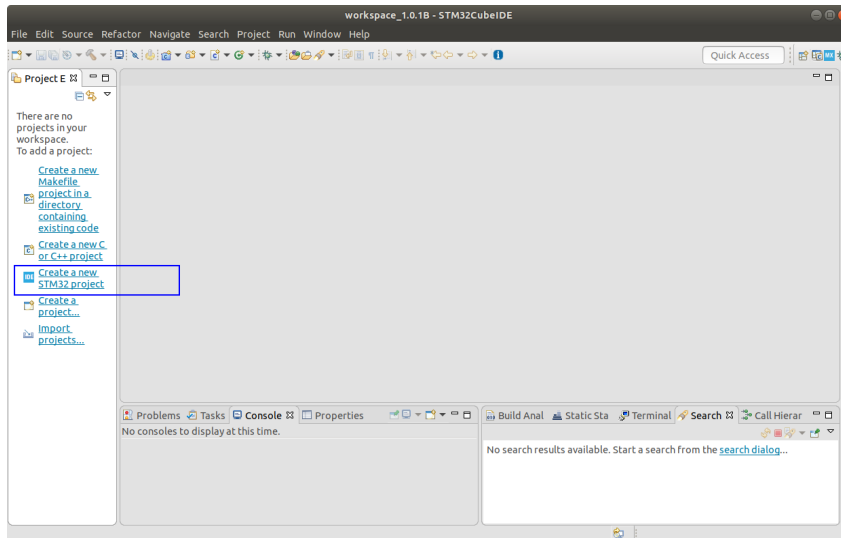 workspace_1.0.1B - STM32CubeIDE
File Edit Source Refactor Navigate Search Project Run Window Help
Quick Access
MX
Project E
There are no
projects in your
workspace.
To add a project:
Create a new
Makefile
project in a
directory
containing
existing code
Create a new C
or C++ project
IDE Create a new
STM32 project
Create a
project...
Import
projects...
Problems Tasks Console Properties
No consoles to display at this time.
Build Anal Static Sta Terminal Search Call Hierar
No search results available. Start a search from the search dialog...